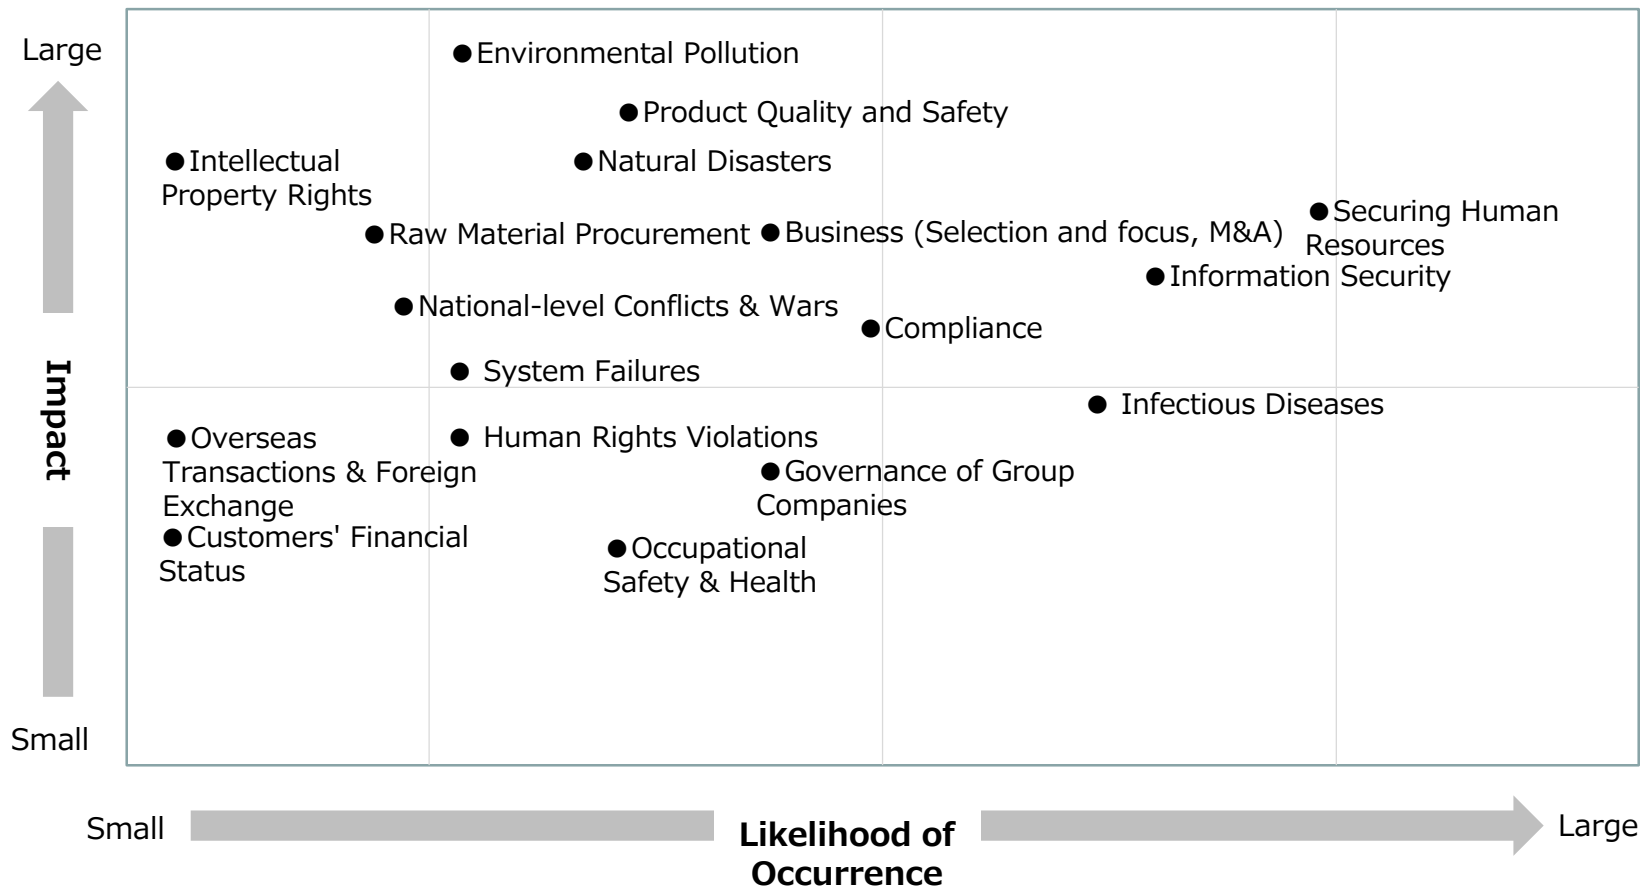 Large
Environmental Pollution
Product Quality and Safety
Intellectual
Property Rights
Natural Disasters
Securing Human
Resources
Raw Material Procurement
Business (Selection and focus, M&A)
Information Security
National-level Conflicts & Wars
Compliance
System Failures
Impact
Infectious Diseases
Overseas
Transactions & Foreign
Exchange
Human Rights Violations
Governance of Group
Companies
Customers' Financial
Status
Occupational
Safety & Health
Small
Small
Likelihood of
Occurrence
Large